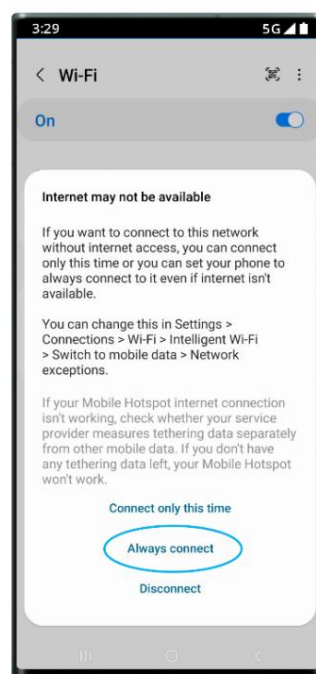 3:29 5G
Wi-Fi
On
Internet may not be available
If you want to connect to this network
without internet access, you can connect
only this time or you can set your phone to
always connect to it even if internet isn't
available.
You can change this in Settings >
Connections > Wi-Fi > Intelligent Wi-Fi
> Switch to mobile data > Network
exceptions.
If your Mobile Hotspot internet connection
isn't working, check whether your service
provider measures tethering data separately
from other mobile data. If you don't have
any tethering data left, your Mobile Hotspot
won't work.
Connect only this time
Always connect
Disconnect